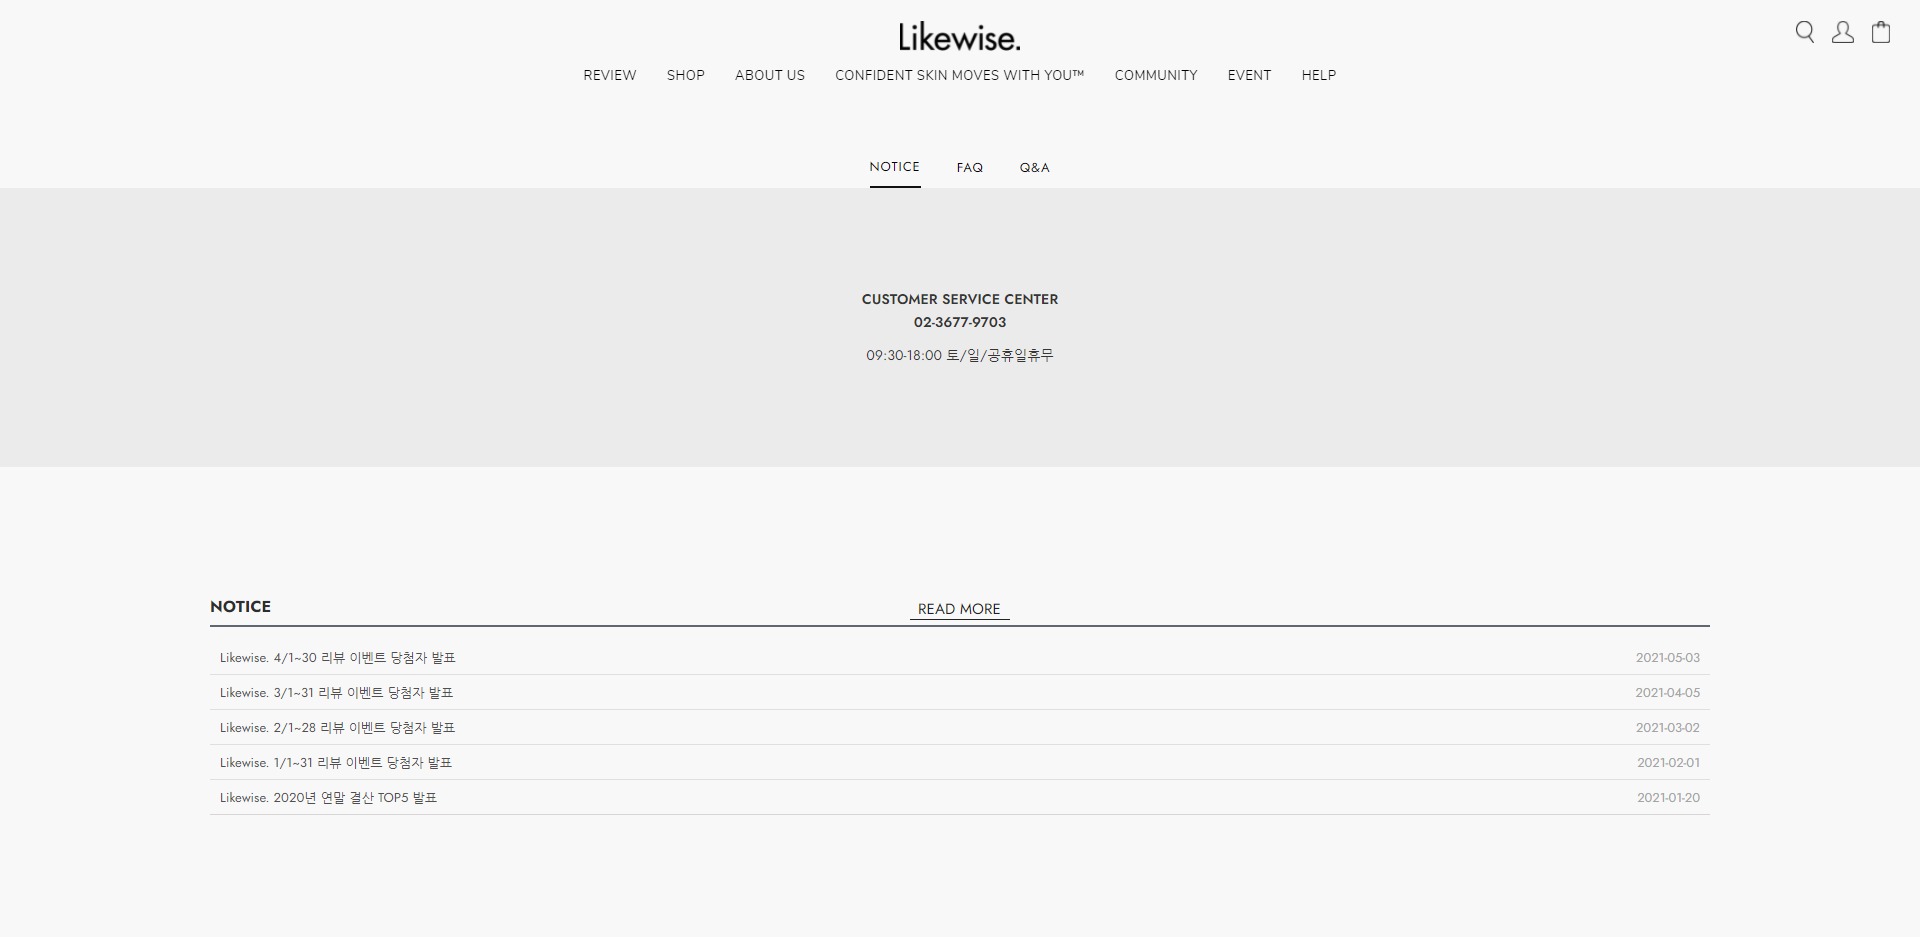 Likewise.
REVIEW SHOP ABOUT US CONFIDENT SKIN MOVES WITH YOU™ COMMUNITY EVENT HELP
NOTICE FAQ Q&A
CUSTOMER SERVICE CENTER
02-3677-9703
09:30-18:00 토/일/공휴일휴무
NOTICE READ MORE
Likewise. 4/1~30 리뷰 이벤트 당첨자 발표 2021-05-03
Likewise. 3/1~31 리뷰 이벤트 당첨자 발표 2021-04-05
Likewise. 2/1~28 리뷰 이벤트 당첨자 발표 2021-03-02
Likewise. 1/1~31 리뷰 이벤트 당첨자 발표 2021-02-01
Likewise. 2020년 연말 결산 TOP5 발표 2021-01-20